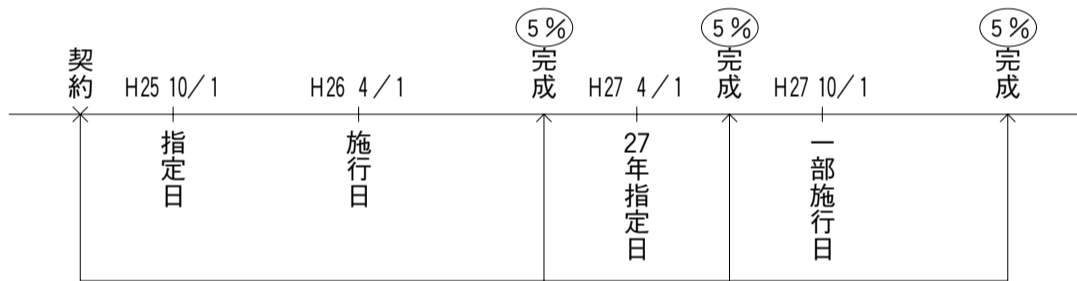 5%
5%
5%
契約
H25 10/1
H26 4/1
完成
H27 4/1
完成
H27 10/1
完成
指定日
施行日
27年指定日
一部施行日